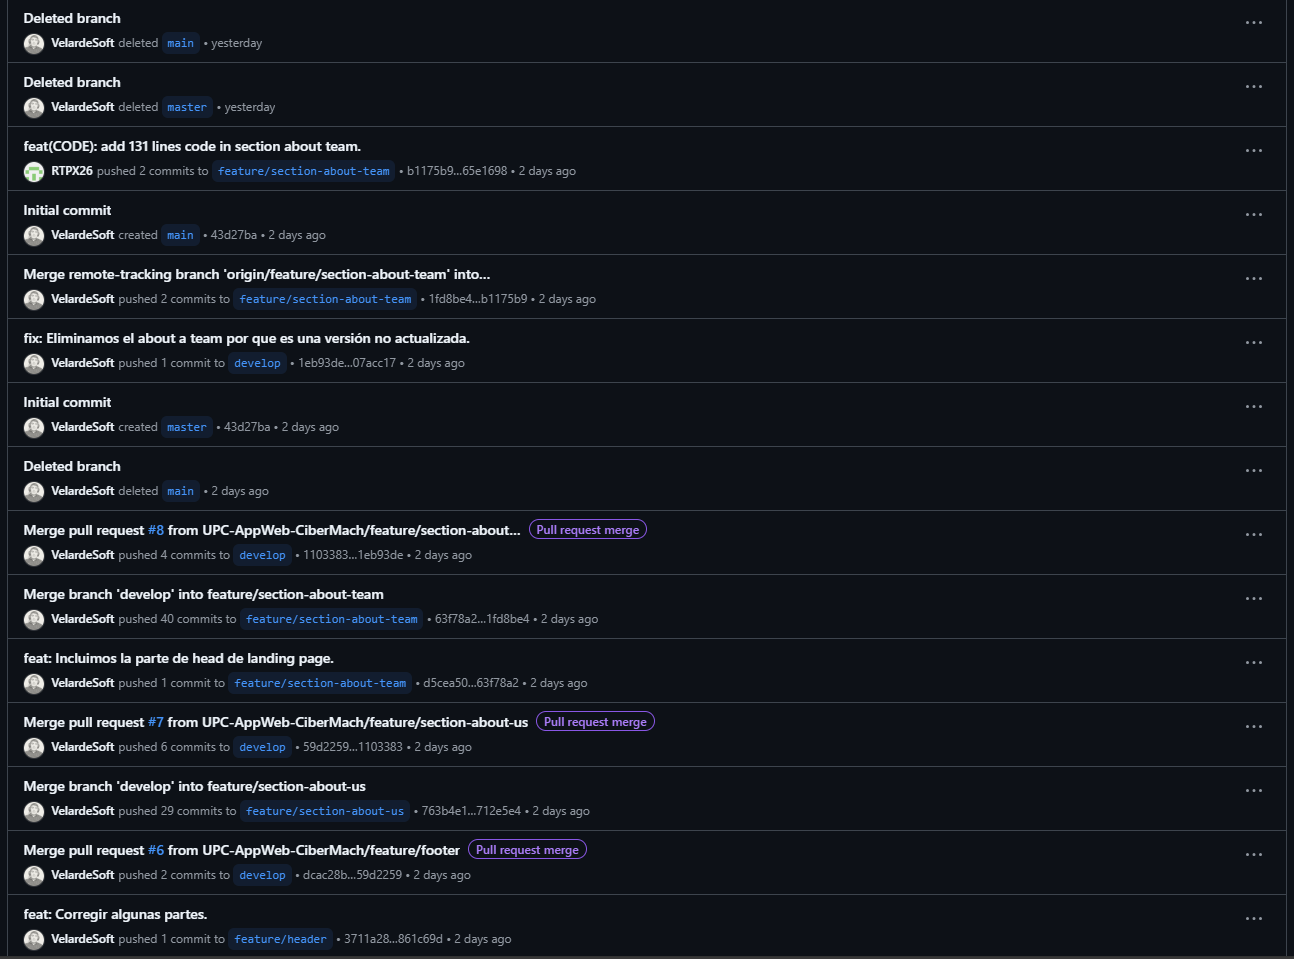 Deleted branch
VelardeSoft deleted main • yesterday
Deleted branch
VelardeSoft deleted master • yesterday
feat(CODE): add 131 lines code in section about team.
RTPX26 pushed 2 commits to feature/section-about-team • b1175b9...65e1698 • 2 days ago
Initial commit
VelardeSoft created main • 43d27ba • 2 days ago
Merge remote-tracking branch 'origin/feature/section-about-team' into...
VelardeSoft pushed 2 commits to feature/section-about-team • 1fd8be4...b1175b9 • 2 days ago
fix: Eliminamos el about a team por que es una versión no actualizada.
VelardeSoft pushed 1 commit to develop • 1eb93de...07acc17 • 2 days ago
Initial commit
VelardeSoft created master • 43d27ba • 2 days ago
Deleted branch
VelardeSoft deleted main • 2 days ago
Merge pull request #8 from UPC-AppWeb-CiberMach/feature/section-about... Pull request merge
VelardeSoft pushed 4 commits to develop • 1103383...1eb93de • 2 days ago
Merge branch 'develop' into feature/section-about-team
VelardeSoft pushed 40 commits to feature/section-about-team • 63f78a2...1fd8be4 • 2 days ago
feat: Incluimos la parte de head de landing page.
VelardeSoft pushed 1 commit to feature/section-about-team • d5cea50...63f78a2 • 2 days ago
Merge pull request #7 from UPC-AppWeb-CiberMach/feature/section-about-us Pull request merge
VelardeSoft pushed 6 commits to develop • 59d2259...1103383 • 2 days ago
Merge branch 'develop' into feature/section-about-us
VelardeSoft pushed 29 commits to feature/section-about-us • 763b4e1...712e5e4 • 2 days ago
Merge pull request #6 from UPC-AppWeb-CiberMach/feature/footer Pull request merge
VelardeSoft pushed 2 commits to develop • dcac28b...59d2259 • 2 days ago
feat: Corregir algunas partes.
VelardeSoft pushed 1 commit to feature/header • 3711a28...861c69d • 2 days ago